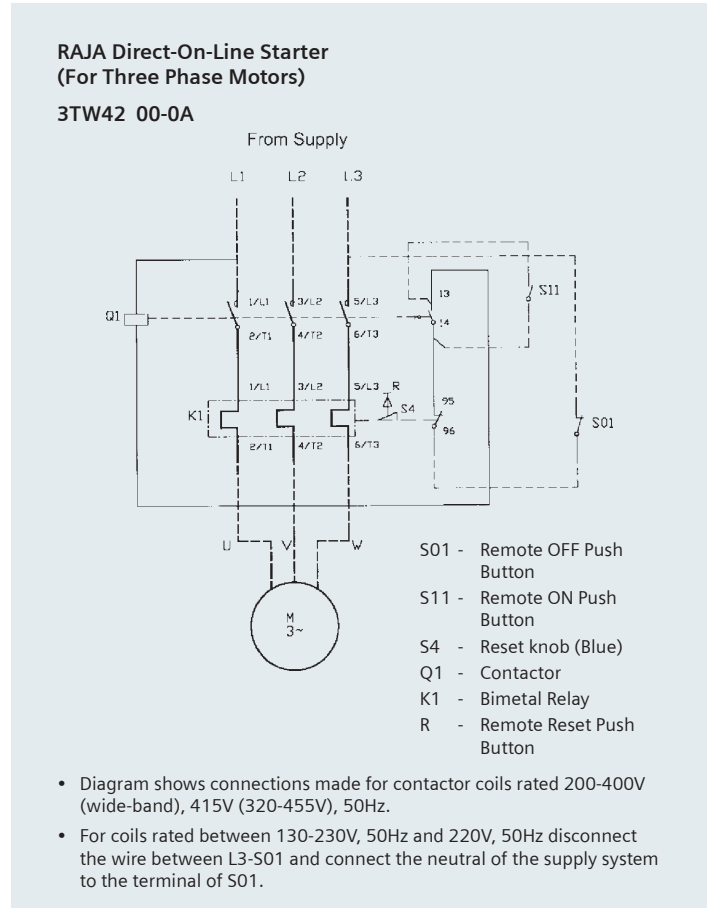 RAJA Direct-On-Line Starter
(For Three Phase Motors)
3TW42 00-0A
From Supply
L1 L2 L3
1/L1 3/L2 5/L3 13 S11
Q1 14
2/T1 4/T2 6/T3
1/L1 3/L2 5/L3 R 95
K1 S4 S01
96
2/T1 4/T2 6/T3
U V W
M
3~
S01 - Remote OFF Push
Button
S11 - Remote ON Push
Button
S4 - Reset knob (Blue)
Q1 - Contactor
K1 - Bimetal Relay
R - Remote Reset Push
Button
• Diagram shows connections made for contactor coils rated 200-400V
(wide-band), 415V (320-455V), 50Hz.
• For coils rated between 130-230V, 50Hz and 220V, 50Hz disconnect
the wire between L3-S01 and connect the neutral of the supply system
to the terminal of S01.